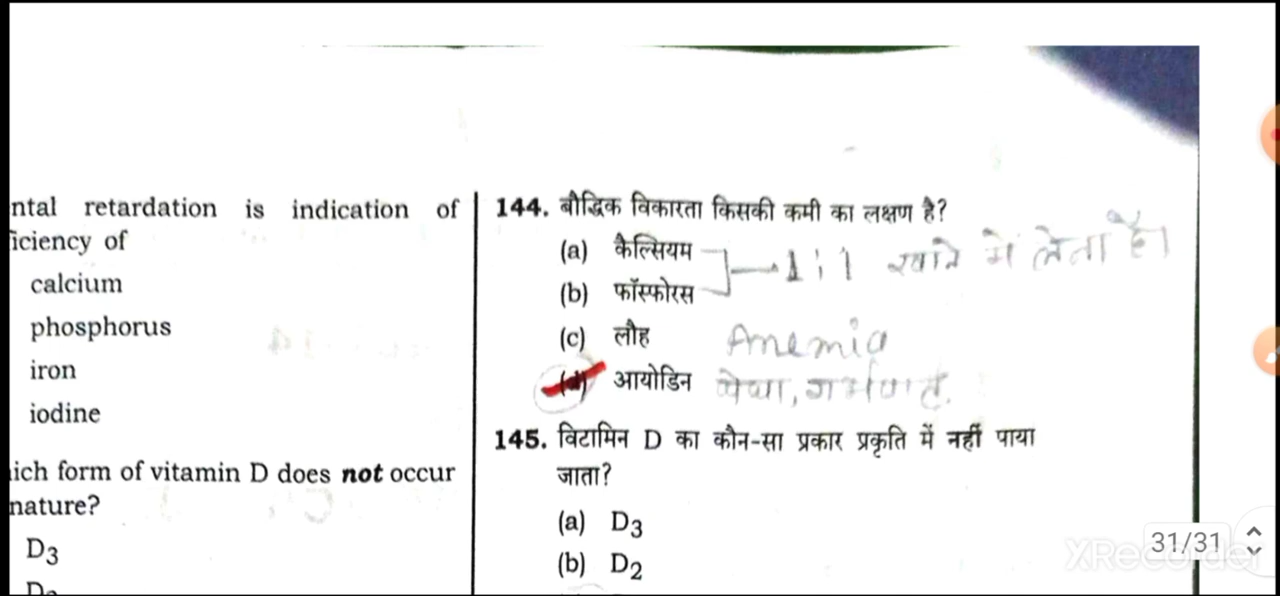 ntal retardation is indication of
iciency of
calcium
phosphorus
iron
iodine
ich form of vitamin D does not occur
nature?
D3
144. बौद्धिक विकारता किसकी कमी का लक्षण है?
(a) कैल्सियम
(b) फॉस्फोरस
1:1 खाने में लेता है।
(c) लौह Anemia
(d) आयोडिन
145. विटामिन D का कौन-सा प्रकार प्रकृति में नहीं पाया
जाता?
(a) D3
(b) D2
31/31
XRecorder